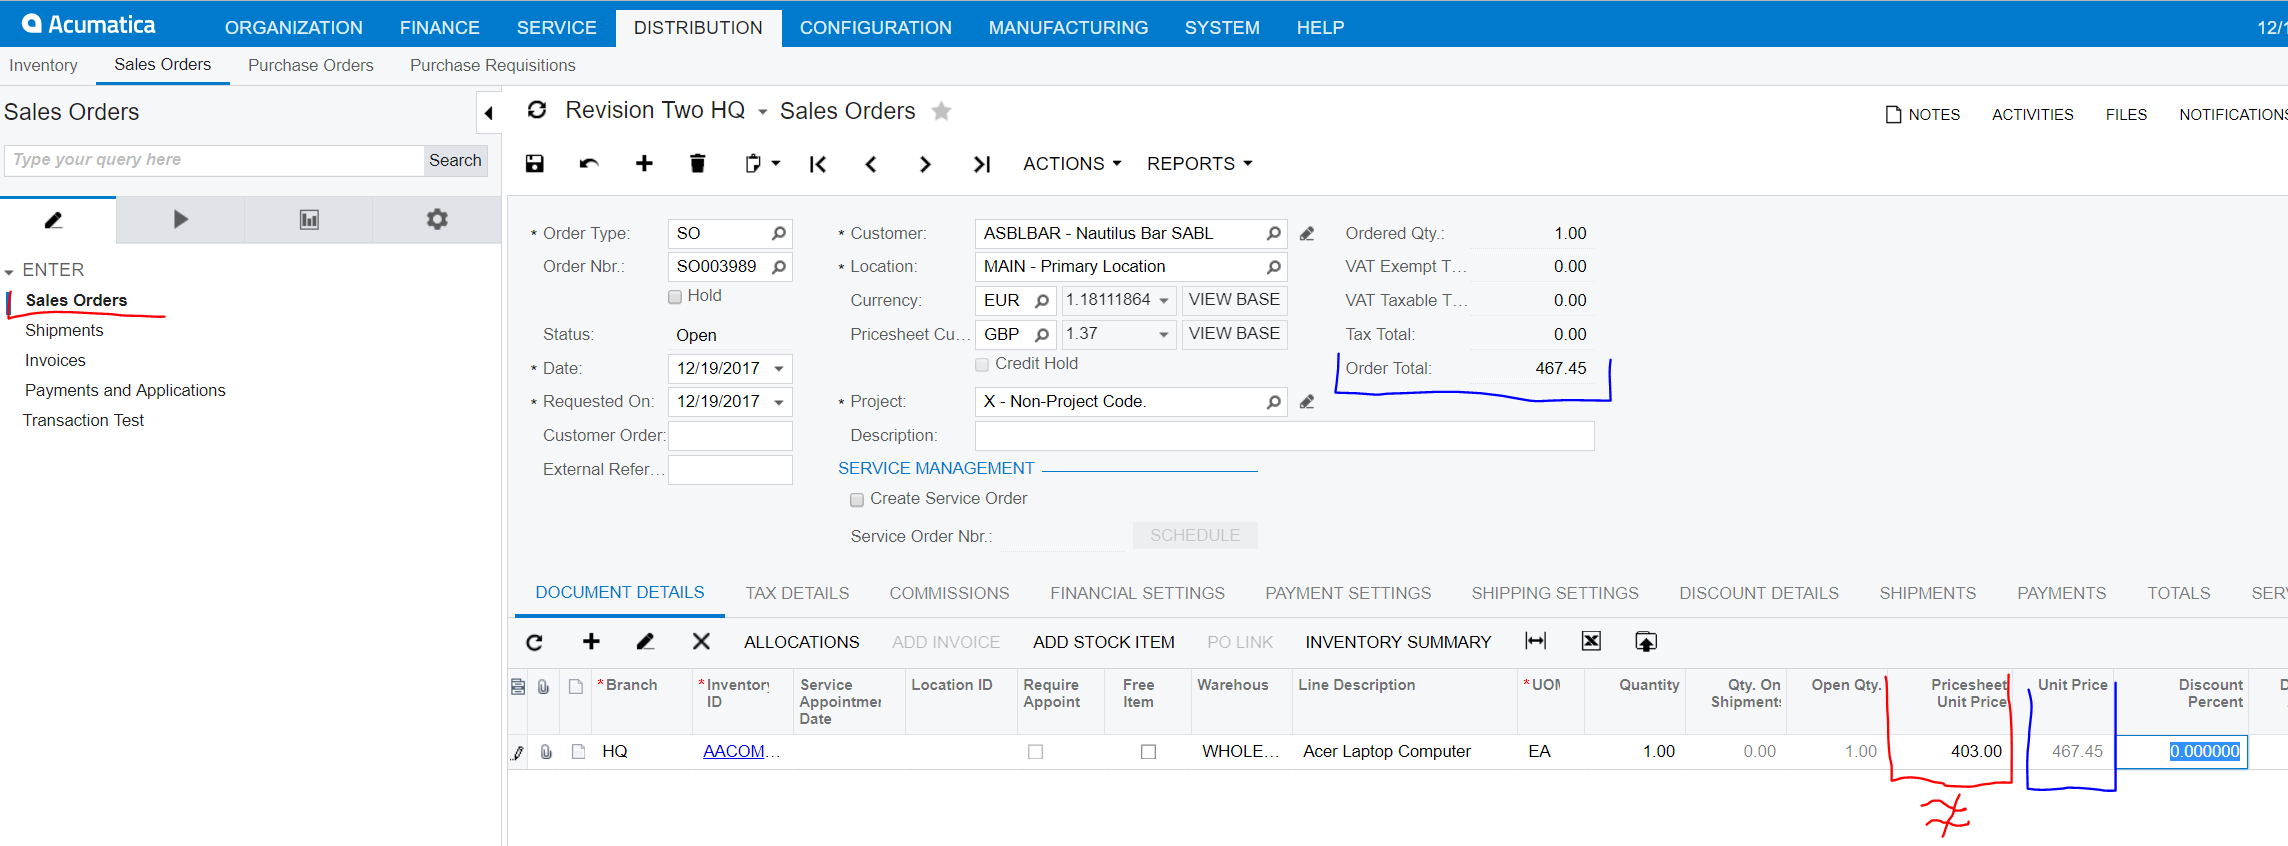 Acumatica ORGANIZATION FINANCE SERVICE DISTRIBUTION CONFIGURATION MANUFACTURING SYSTEM HELP 12/1
Inventory Sales Orders Purchase Orders Purchase Requisitions
Sales Orders
Type your query here Search
ENTER
Sales Orders
Shipments
Invoices
Payments and Applications
Transaction Test
Revision Two HQ Sales Orders
NOTES ACTIVITIES FILES NOTIFICATIONS
ACTIONS REPORTS
* Order Type: SO * Customer: ASBLBAR - Nautilus Bar SABL Ordered Qty.: 1.00
Order Nbr.: SO003989 * Location: MAIN - Primary Location VAT Exempt T... 0.00
Hold Currency: EUR 1.18111864 VIEW BASE VAT Taxable T... 0.00
Status: Open Pricesheet Cu... GBP 1.37 VIEW BASE Tax Total: 0.00
* Date: 12/19/2017 Credit Hold Order Total: 467.45
* Requested On: 12/19/2017 * Project: X - Non-Project Code.
Customer Order: Description:
External Refer... SERVICE MANAGEMENT
Create Service Order
Service Order Nbr.: SCHEDULE
DOCUMENT DETAILS TAX DETAILS COMMISSIONS FINANCIAL SETTINGS PAYMENT SETTINGS SHIPPING SETTINGS DISCOUNT DETAILS SHIPMENTS PAYMENTS TOTALS SERV
ALLOCATIONS ADD INVOICE ADD STOCK ITEM PO LINK INVENTORY SUMMARY
*Branch *Inventory Service Location ID Require Free Warehous Line Description *UOM Quantity Qty. On Open Qty. Pricesheet Unit Price Discount D
ID Appointmen Appoint Item Shipments Unit Price Percent
Date
HQ AACOM... WHOLE... Acer Laptop Computer EA 1.00 0.00 1.00 403.00 467.45 0.000000